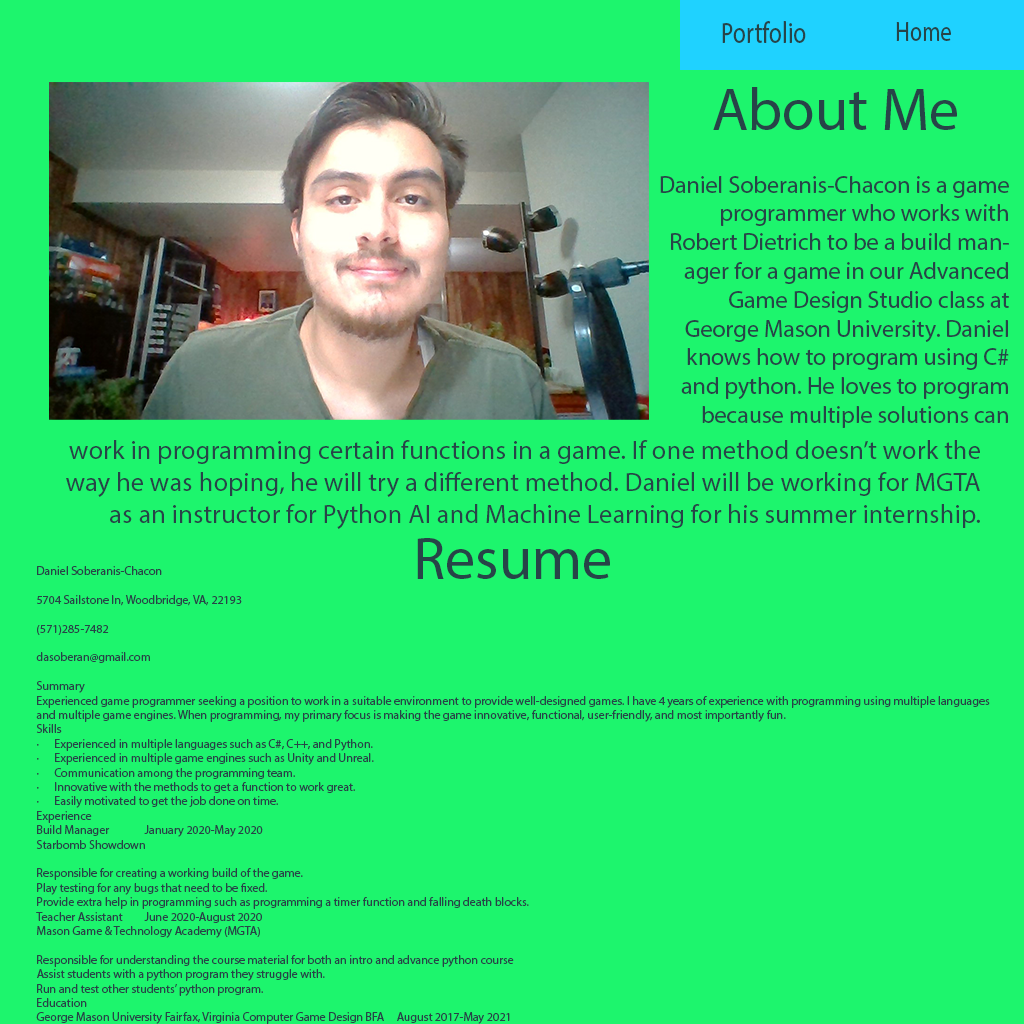 Portfolio Home
About Me
Daniel Soberanis-Chacon is a game
programmer who works with
Robert Dietrich to be a build man-
ager for a game in our Advanced
Game Design Studio class at
George Mason University. Daniel
knows how to program using C#
and python. He loves to program
because multiple solutions can
work in programming certain functions in a game. If one method doesn’t work the
way he was hoping, he will try a different method. Daniel will be working for MGTA
as an instructor for Python AI and Machine Learning for his summer internship.
Resume
Daniel Soberanis-Chacon
5704 Sailstone ln, Woodbridge, VA, 22193
(571)285-7482
dasoberan@gmail.com
Summary
Experienced game programmer seeking a position to work in a suitable environment to provide well-designed games. I have 4 years of experience with programming using multiple languages
and multiple game engines. When programming, my primary focus is making the game innovative, functional, user-friendly, and most importantly fun.
Skills
· Experienced in multiple languages such as C#, C++, and Python.
· Experienced in multiple game engines such as Unity and Unreal.
· Communication among the programming team.
· Innovative with the methods to get a function to work great.
· Easily motivated to get the job done on time.
Experience
Build Manager January 2020-May 2020
Starbomb Showdown
Responsible for creating a working build of the game.
Play testing for any bugs that need to be fixed.
Provide extra help in programming such as programming a timer function and falling death blocks.
Teacher Assistant June 2020-August 2020
Mason Game & Technology Academy (MGTA)
Responsible for understanding the course material for both an intro and advance python course
Assist students with a python program they struggle with.
Run and test other students’ python program.
Education
George Mason University Fairfax, Virginia Computer Game Design BFA August 2017-May 2021